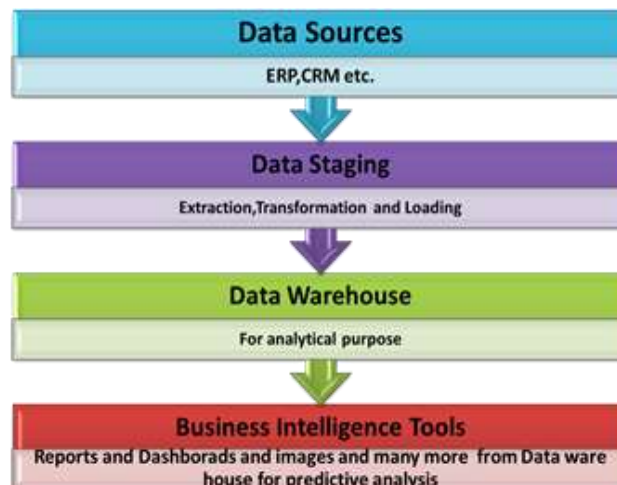 Data Sources
ERP,CRM etc.
Data Staging
Extraction,Transformation and Loading
Data Warehouse
For analytical purpose
Business Intelligence Tools
Reports and Dashborads and images and many more from Data ware
house for predictive analysis